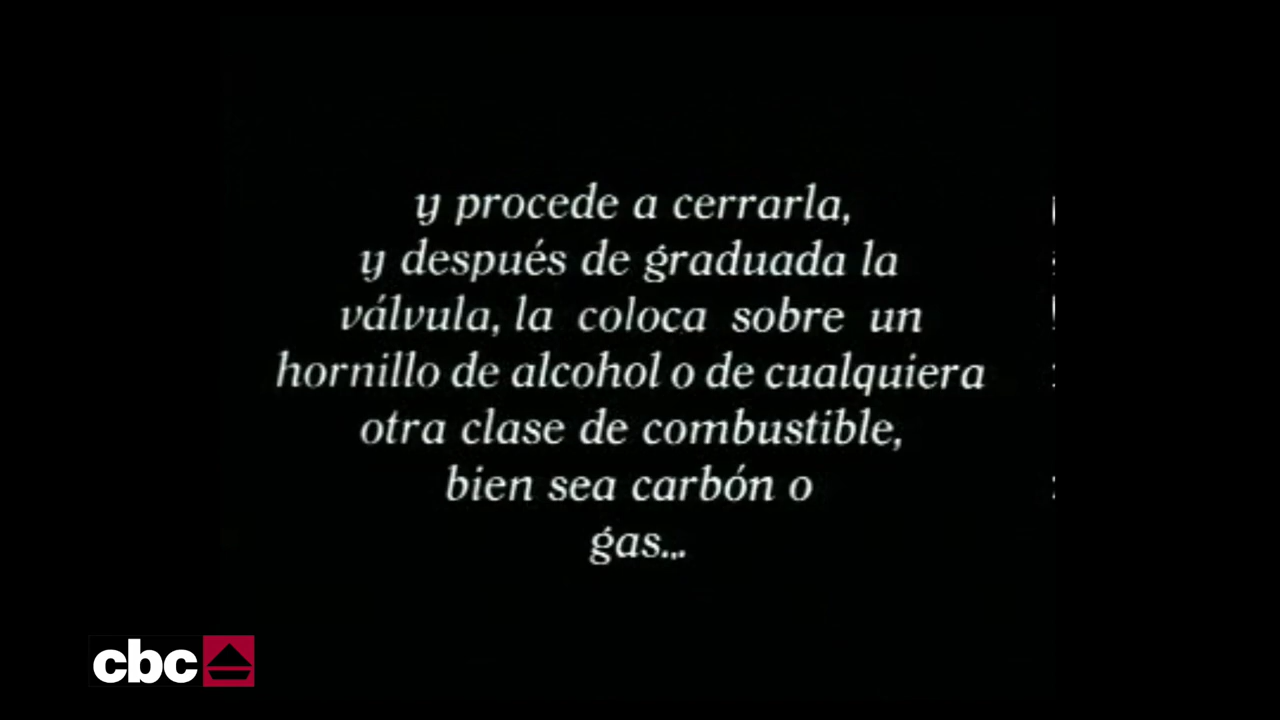 y procede a cerrarla,
y después de graduada la
válvula, la coloca sobre un
hornillo de alcohol o de cualquiera
otra clase de combustible,
bien sea carbón o
gas...
cbc